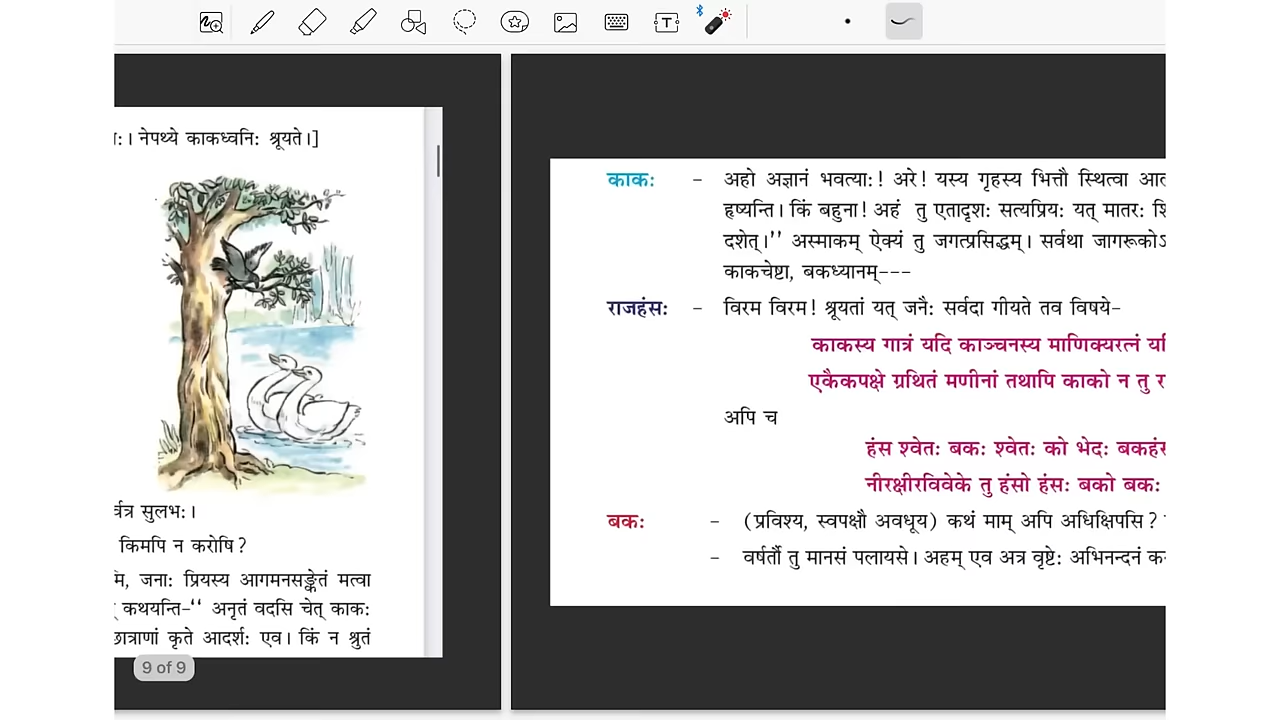 नेपथ्ये काकध्वनि: श्रूयते।]
सुलभ:।
किमपि न करोषि?
जना: प्रियस्य आगमनसङ्केतं मत्वा
कथयन्ति-‘‘ अनृतं वदसि चेत् काक:
छात्राणां कृते आदर्श: एव। किं न श्रुतं
9 of 9
काक: – अहो अज्ञानं भवत्या:! अरे! यस्य गृहस्य भित्तौ स्थित्वा
हृष्यन्ति। किं बहुना! अहं तु एतादृश: सत्यप्रिय: यत् मातर:
दशेत्।’’ अस्माकम् ऐक्यं तु जगत्प्रसिद्धम्। सर्वथा
काकचेष्टा, बकध्यानम्---
राजहंस: – विरम विरम! श्रूयतां यत् जनै: सर्वदा गीयते तव विषये-
काकस्य गात्रं यदि काञ्चनस्य माणिक्यरत्नं
एकैकपक्षे ग्रथितं मणीनां तथापि काको न तु
अपि च
हंस श्वेत: बक: श्वेत: को भेद:
नीरक्षीरविवेके तु हंसो हंस: बको बक:
बक: – (प्रविश्य, स्वपक्षौ अवधूय) कथं माम् अपि अधिक्षिपसि?
– वर्षर्तौ तु मानसं पलायसे। अहम् एव अत्र वृष्टे: अभिनन्दनं